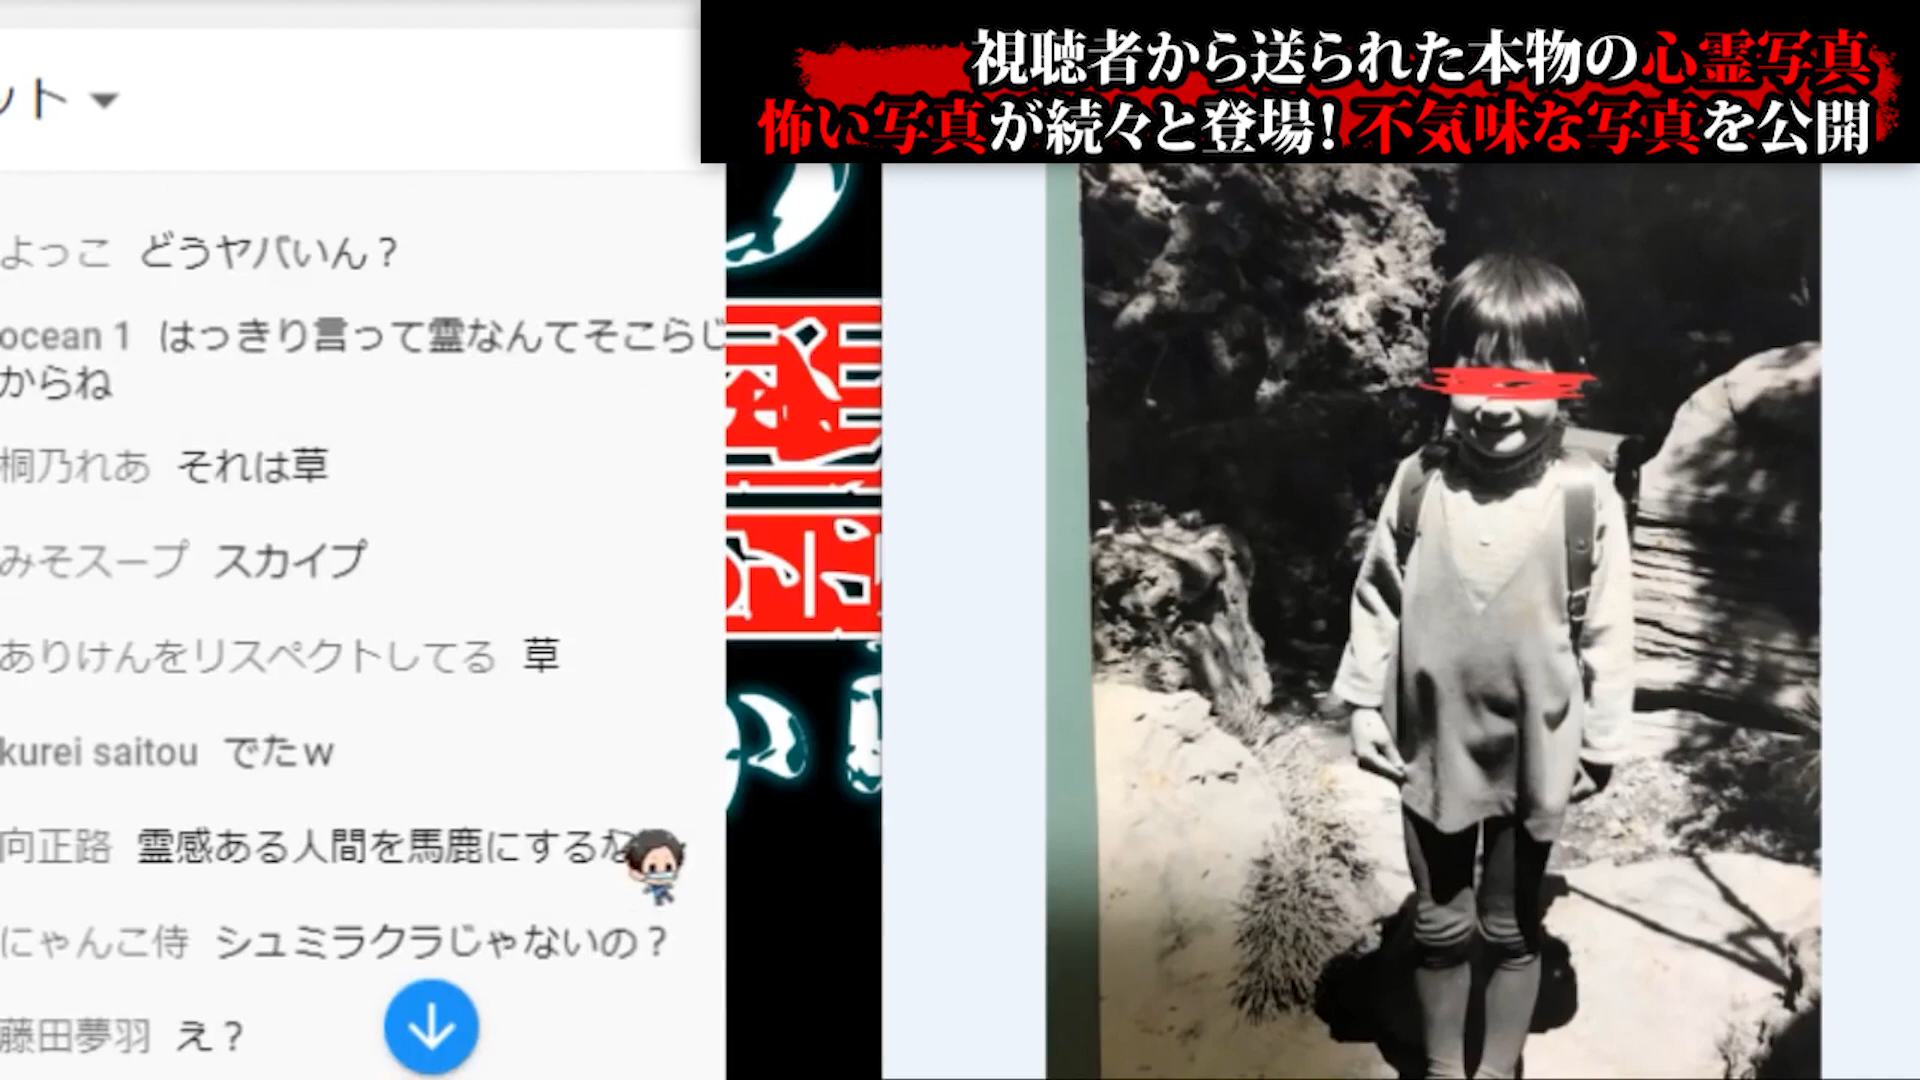 視聴者から送られた本物の心霊写真
怖い写真が続々と登場！不気味な写真を公開
ット
よっこ どうヤバいん？
ocean 1 はっきり言って霊なんてそこらじ
からね
桐乃れあ それは草
みそスープ スカイプ
ありけんをリスペクトしてる 草
kurei saitou でたw
向正路 霊感ある人間を馬鹿にするな
にゃんこ侍 シュミラクラじゃないの？
藤田夢羽 え？